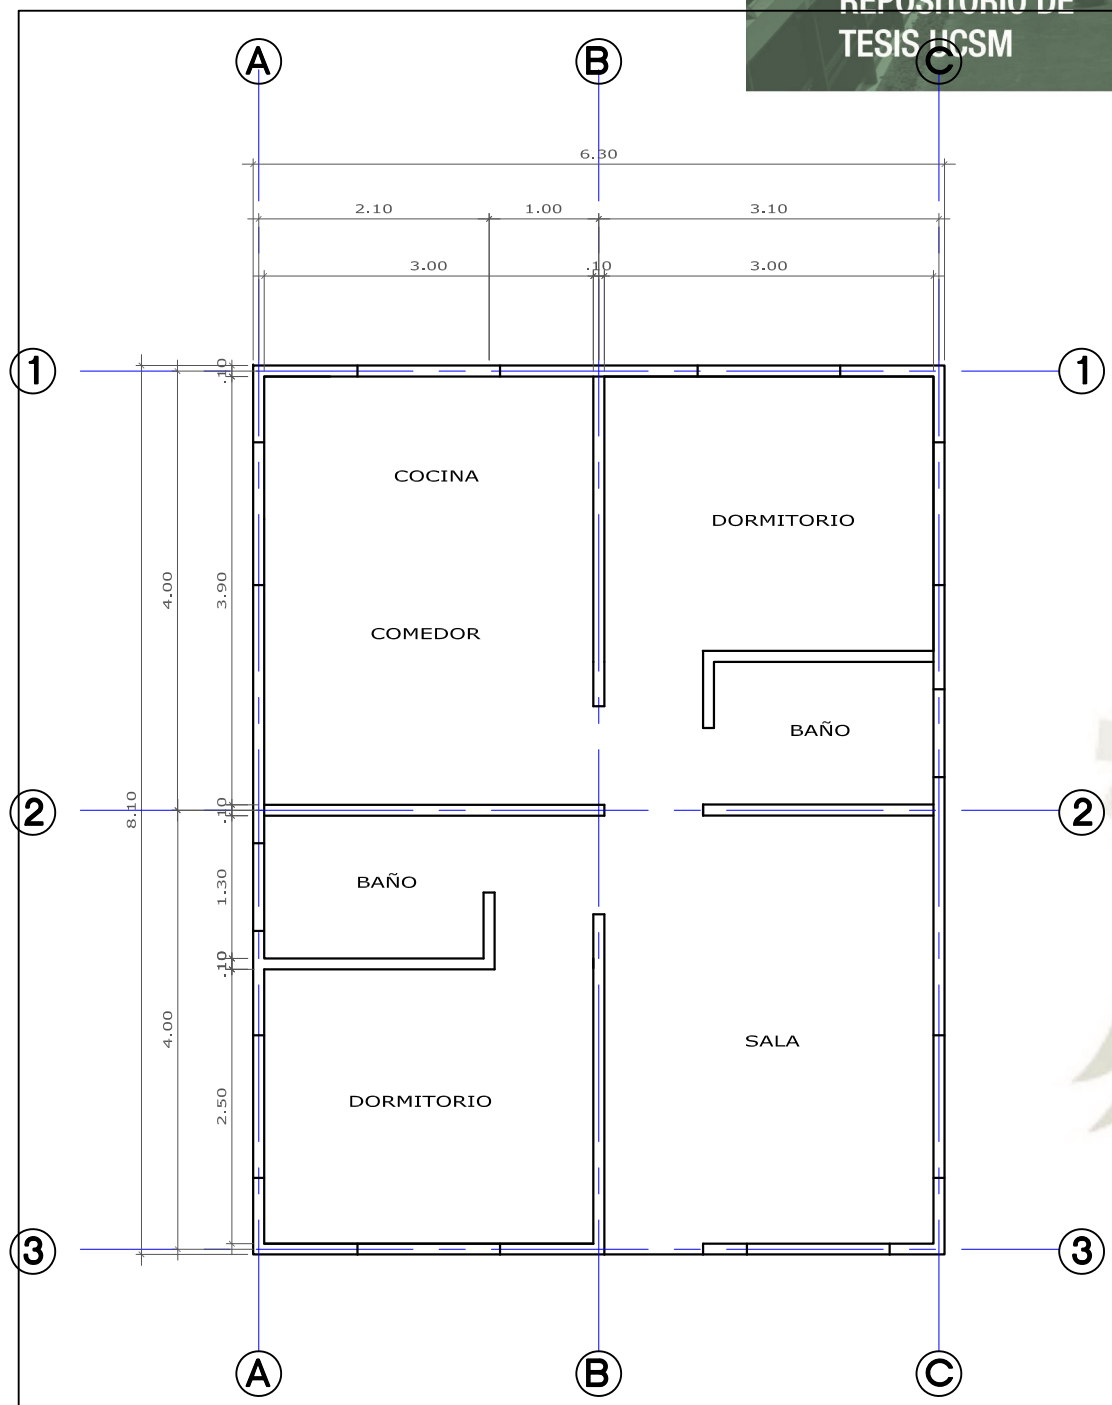 REPOSITORIO DE
TESIS UCSM
A B C
6.30
2.10 1.00 3.10
3.00 .10 3.00
1 1
.10
COCINA
DORMITORIO
4.00 3.90
COMEDOR
BAÑO
8.10 .10
2 2
BAÑO
1.30
.10
4.00
SALA
2.50
DORMITORIO
3 3
A B C